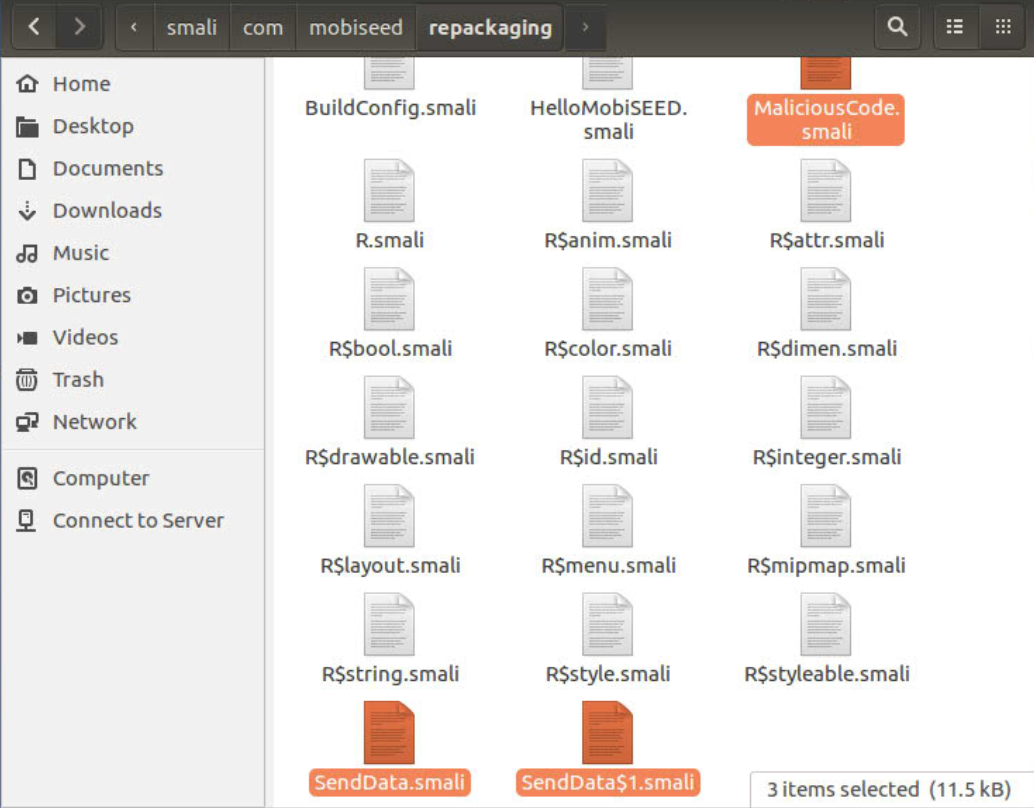 smali com mobiseed repackaging
Home
Desktop
Documents
Downloads
Music
Pictures
Videos
Trash
Network
Computer
Connect to Server
BuildConfig.smali
HelloMobiSEED.
smali
MaliciousCode.
smali
R.smali
R$anim.smali
R$attr.smali
R$bool.smali
R$color.smali
R$dimen.smali
R$drawable.smali
R$id.smali
R$integer.smali
R$layout.smali
R$menu.smali
R$mipmap.smali
R$string.smali
R$style.smali
R$styleable.smali
SendData.smali
SendData$1.smali
3 items selected (11.5 kB)